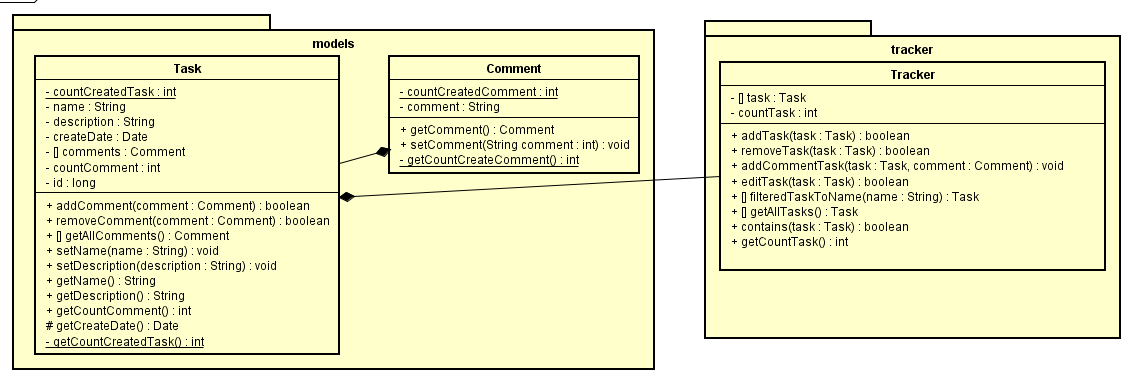 models
Task
- countCreatedTask : int
- name : String
- description : String
- createDate : Date
- [] comments : Comment
- countComment : int
- id : long
+ addComment(comment : Comment) : boolean
+ removeComment(comment : Comment) : boolean
+ [] getAllComments() : Comment
+ setName(name : String) : void
+ setDescription(description : String) : void
+ getName() : String
+ getDescription() : String
+ getCountComment() : int
# getCreateDate() : Date
- getCountCreatedTask() : int
Comment
- countCreatedComment : int
- comment : String
+ getComment() : Comment
+ setComment(String comment : int) : void
- getCountCreateComment() : int
tracker
Tracker
- [] task : Task
- countTask : int
+ addTask(task : Task) : boolean
+ removeTask(task : Task) : boolean
+ addCommentTask(task : Task, comment : Comment) : void
+ editTask(task : Task) : boolean
+ [] filteredTaskToName(name : String) : Task
+ [] getAllTasks() : Task
+ contains(task : Task) : boolean
+ getCountTask() : int